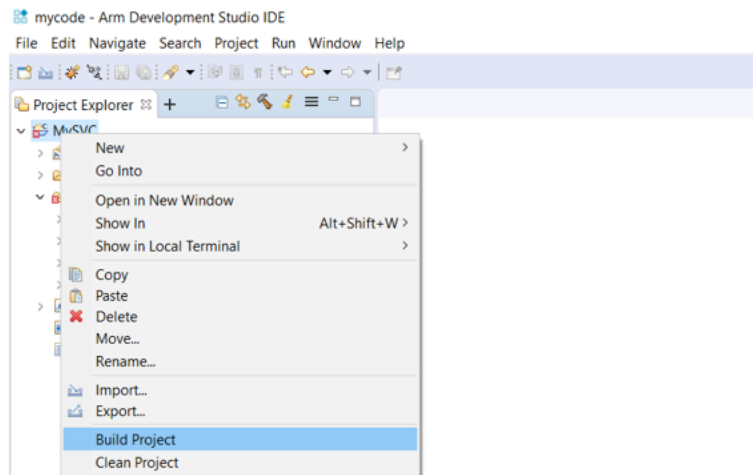 mycode - Arm Development Studio IDE
File Edit Navigate Search Project Run Window Help
Project Explorer
MySVC
New
Go Into
Open in New Window
Show In Alt+Shift+W
Show in Local Terminal
Copy
Paste
Delete
Move...
Rename...
Import...
Export...
Build Project
Clean Project